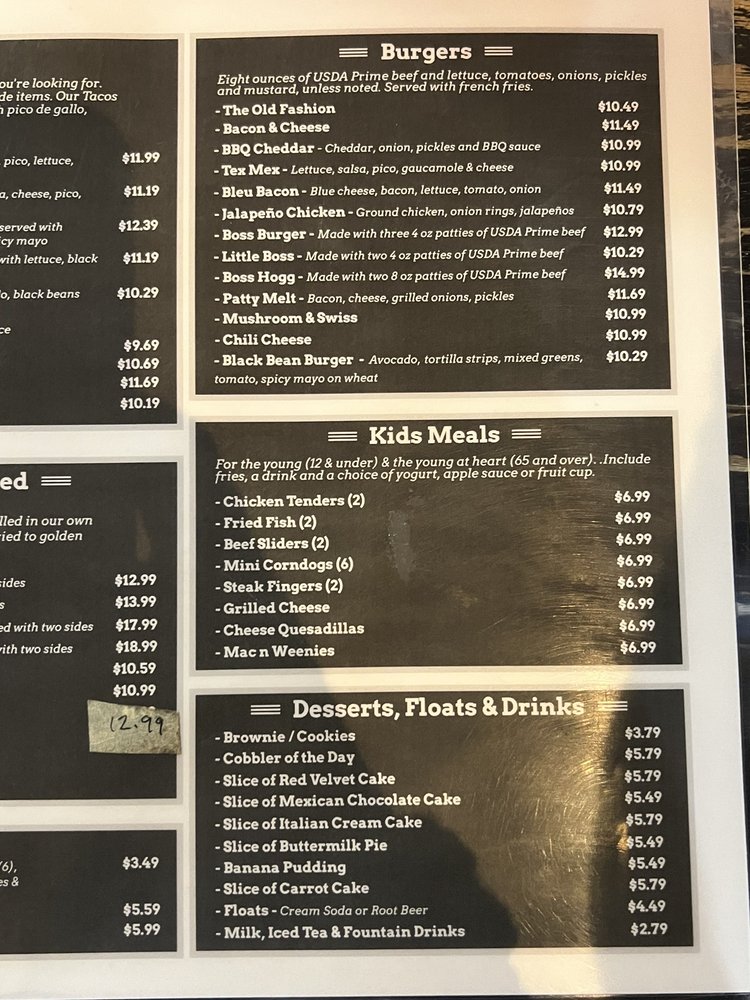 ou're looking for.
de items. Our Tacos
h pico de gallo,
pico, lettuce, $11.99
a, cheese, pico, $11.19
served with $12.39
icy mayo
with lettuce, black $11.19
o, black beans $10.29
ce
$9.69
$10.69
$11.69
$10.19
ed
lled in our own
ried to golden
sides $12.99
s $13.99
ed with two sides $17.99
with two sides $18.99
$10.59
$10.99
12.99
(6), $3.49
es &
$5.59
$5.99
Burgers
Eight ounces of USDA Prime beef and lettuce, tomatoes, onions, pickles
and mustard, unless noted. Served with french fries.
- The Old Fashion $10.49
- Bacon & Cheese $11.49
- BBQ Cheddar - Cheddar, onion, pickles and BBQ sauce $10.99
- Tex Mex - Lettuce, salsa, pico, gaucamole & cheese $10.99
- Bleu Bacon - Blue cheese, bacon, lettuce, tomato, onion $11.49
- Jalapeño Chicken - Ground chicken, onion rings, jalapeños $10.79
- Boss Burger - Made with three 4 oz patties of USDA Prime beef $12.99
- Little Boss - Made with two 4 oz patties of USDA Prime beef $10.29
- Boss Hogg - Made with two 8 oz patties of USDA Prime beef $14.99
- Patty Melt - Bacon, cheese, grilled onions, pickles $11.69
- Mushroom & Swiss $10.99
- Chili Cheese $10.99
- Black Bean Burger - Avocado, tortilla strips, mixed greens, $10.29
tomato, spicy mayo on wheat
Kids Meals
For the young (12 & under) & the young at heart (65 and over). .Include
fries, a drink and a choice of yogurt, apple sauce or fruit cup.
- Chicken Tenders (2) $6.99
- Fried Fish (2) $6.99
- Beef Sliders (2) $6.99
- Mini Corndogs (6) $6.99
- Steak Fingers (2) $6.99
- Grilled Cheese $6.99
- Cheese Quesadillas $6.99
- Mac n Weenies $6.99
Desserts, Floats & Drinks
- Brownie / Cookies $3.79
- Cobbler of the Day $5.79
- Slice of Red Velvet Cake $5.79
- Slice of Mexican Chocolate Cake $5.49
- Slice of Italian Cream Cake $5.79
- Slice of Buttermilk Pie $5.49
- Banana Pudding $5.49
- Slice of Carrot Cake $5.79
- Floats - Cream Soda or Root Beer $4.49
- Milk, Iced Tea & Fountain Drinks $2.79